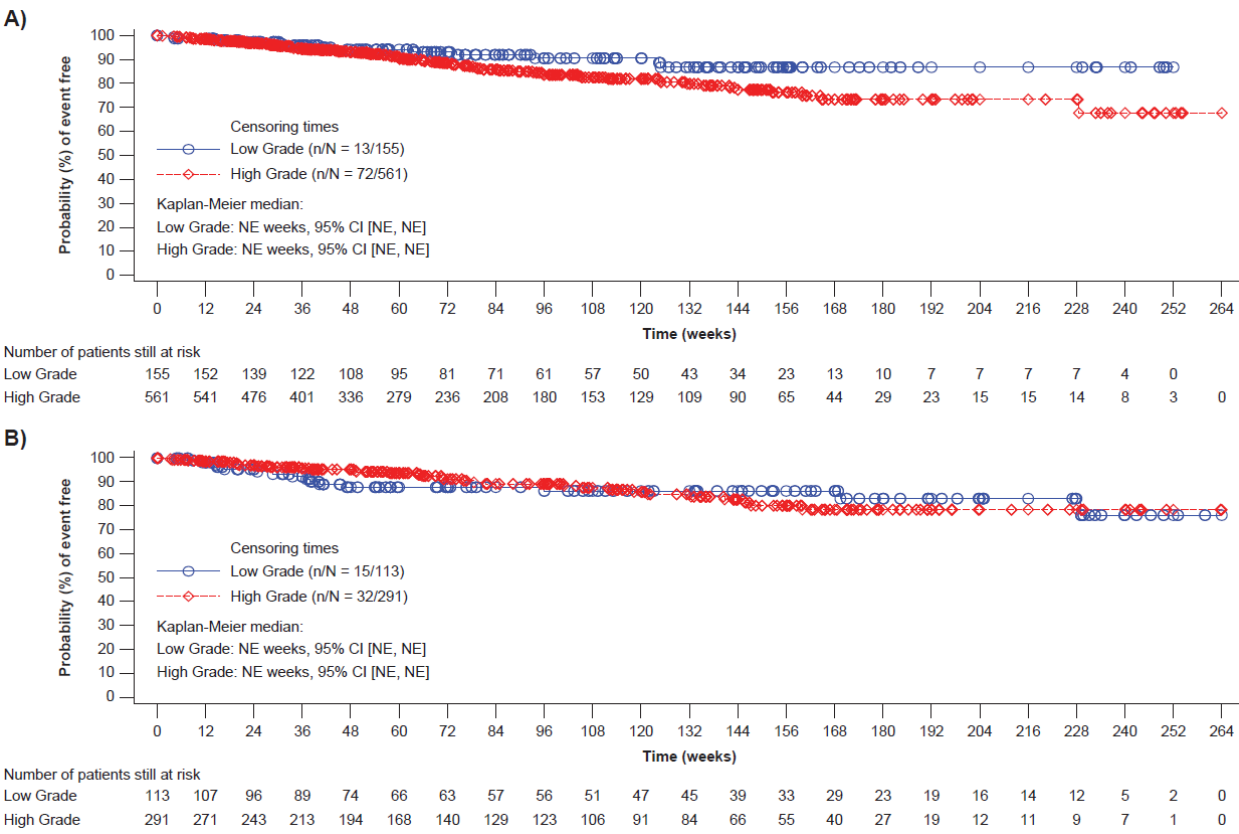 A)
Probability (%) of event free
100
90
80
70
60
50
40
30
20
10
0
Censoring times
Low Grade (n/N = 13/155)
High Grade (n/N = 72/561)
Kaplan-Meier median:
Low Grade: NE weeks, 95% CI [NE, NE]
High Grade: NE weeks, 95% CI [NE, NE]
0 12 24 36 48 60 72 84 96 108 120 132 144 156 168 180 192 204 216 228 240 252 264
Time (weeks)
Number of patients still at risk
Low Grade 155 152 139 122 108 95 81 71 61 57 50 43 34 23 13 10 7 7 7 7 4 0
High Grade 561 541 476 401 336 279 236 208 180 153 129 109 90 65 44 29 23 15 15 14 8 3 0
B)
Probability (%) of event free
100
90
80
70
60
50
40
30
20
10
0
Censoring times
Low Grade (n/N = 15/113)
High Grade (n/N = 32/291)
Kaplan-Meier median:
Low Grade: NE weeks, 95% CI [NE, NE]
High Grade: NE weeks, 95% CI [NE, NE]
0 12 24 36 48 60 72 84 96 108 120 132 144 156 168 180 192 204 216 228 240 252 264
Time (weeks)
Number of patients still at risk
Low Grade 113 107 96 89 74 66 63 57 56 51 47 45 39 33 29 23 19 16 14 12 5 2 0
High Grade 291 271 243 213 194 168 140 129 123 106 91 84 66 55 40 27 19 12 11 9 7 1 0